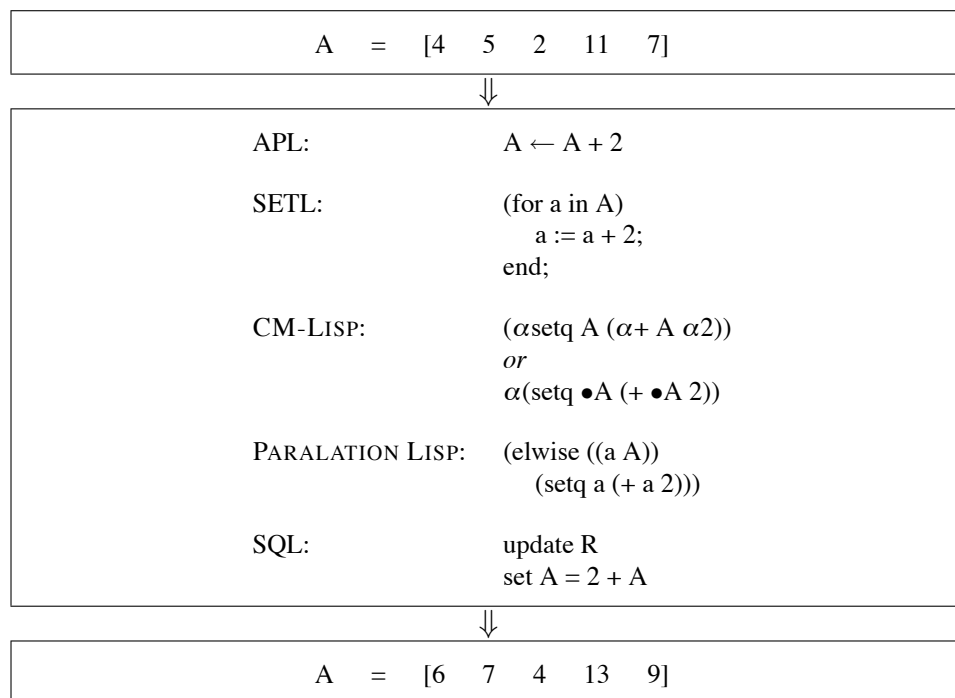 A = [4 5 2 11 7]
⇓
APL: A ← A + 2
SETL: (for a in A)
a := a + 2;
end;
CM-LISP: (αsetq A (α+ A α2))
or
α(setq •A (+ •A 2))
PARALATION LISP: (elwise ((a A))
(setq a (+ a 2)))
SQL: update R
set A = 2 + A
⇓
A = [6 7 4 13 9]